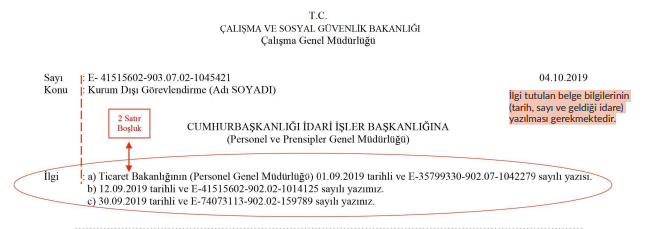 T.C.
ÇALIŞMA VE SOSYAL GÜVENLİK BAKANLIĞI
Çalışma Genel Müdürlüğü
Sayı : E- 41515602-903.07.02-1045421 04.10.2019
Konu : Kurum Dışı Görevlendirme (Adı SOYADI)
İlgi tutulan belge bilgilerinin
(tarih, sayı ve geldiği idare)
yazılması gerekmektedir.
2 Satır
Boşluk
CUMHURBAŞKANLIĞI İDARİ İŞLER BAŞKANLIĞINA
(Personel ve Prensipler Genel Müdürlüğü)
İlgi : a) Ticaret Bakanlığının (Personel Genel Müdürlüğü) 01.09.2019 tarihli ve E-35799330-902.07-1042279 sayılı yazısı.
b) 12.09.2019 tarihli ve E-41515602-902.02-1014125 sayılı yazımız.
c) 30.09.2019 tarihli ve E-74073113-902.02-159789 sayılı yazımız.